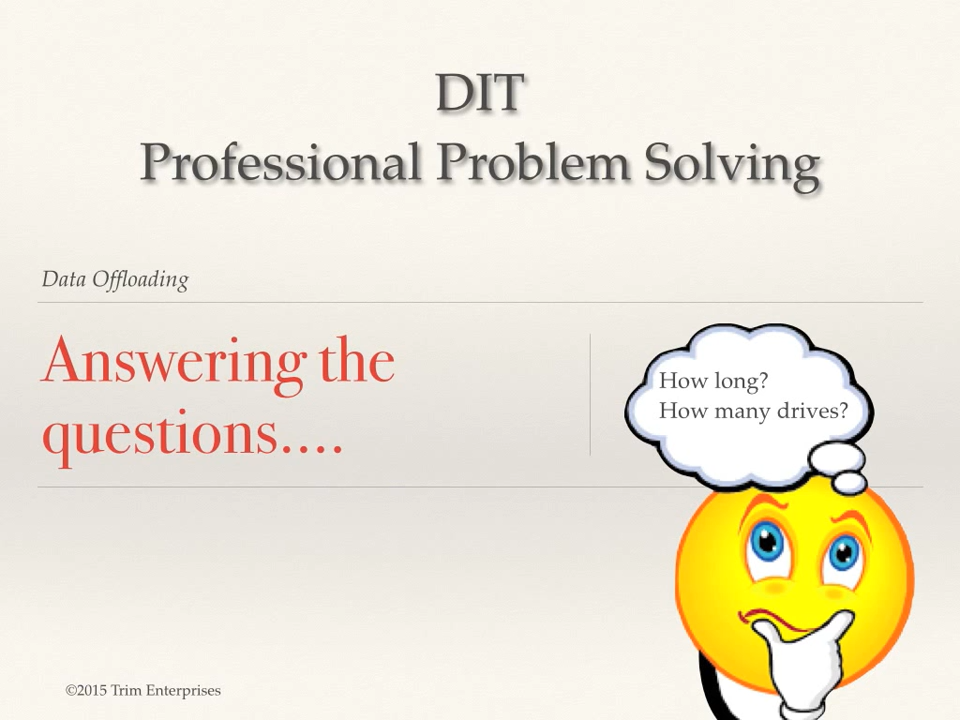 DIT
Professional Problem Solving
Data Offloading
Answering the
questions....
How long?
How many drives?
©2015 Trim Enterprises